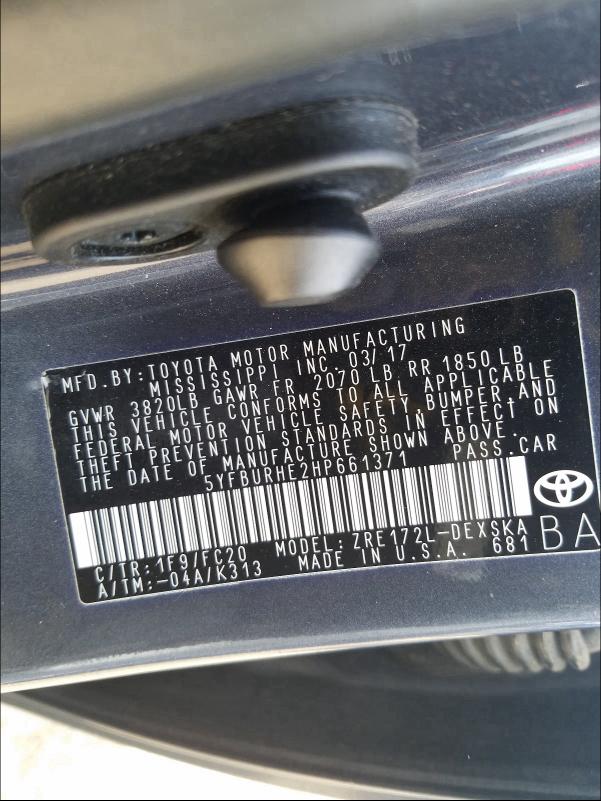 MFD. BY: TOYOTA MOTOR MANUFACTURING
MISSISSIPPI INC. 03/17
GVWR 3820LB GAWR FR 2070 LB, RR 1850 LB
THIS VEHICLE CONFORMS TO ALL APPLICABLE
FEDERAL MOTOR VEHICLE SAFETY,BUMPER,AND
THEFT PREVENTION STANDARDS IN EFFECT ON
THE DATE OF MANUFACTURE SHOWN ABOVE.
5YFBURHE2HP661371 PASS.CAR
C/TR: 1F9/FC20 MODEL: ZRE172L-DEXSKA
A/TM: -04A/K313 MADE IN U.S.A. 681 BA